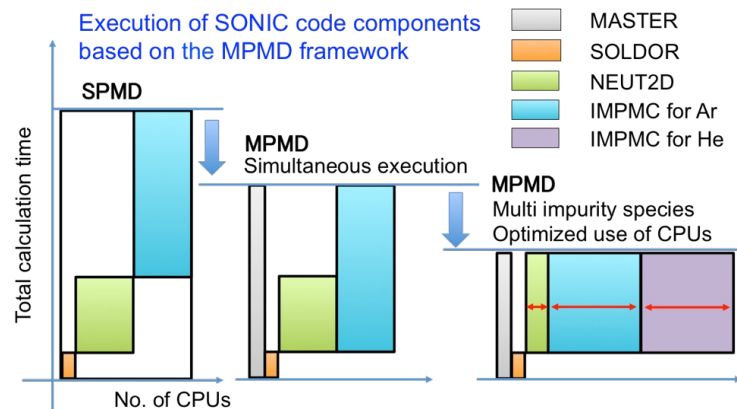 Execution of SONIC code components
based on the MPMD framework
MASTER
SOLDOR
NEUT2D
IMPMC for Ar
IMPMC for He
SPMD
MPMD
Simultaneous execution
MPMD
Multi impurity species
Optimized use of CPUs
Total calculation time
No. of CPUs